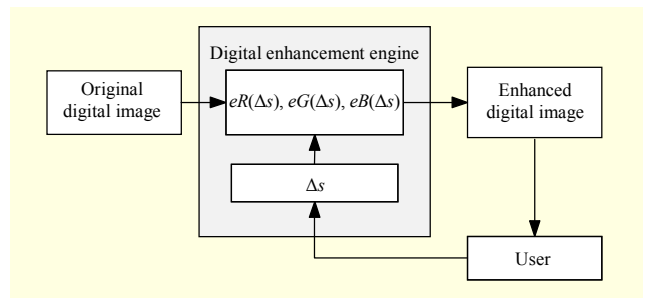 Digital enhancement engine
Original
digital image
eR(Δs), eG(Δs), eB(Δs)
Enhanced
digital image
Δs
User